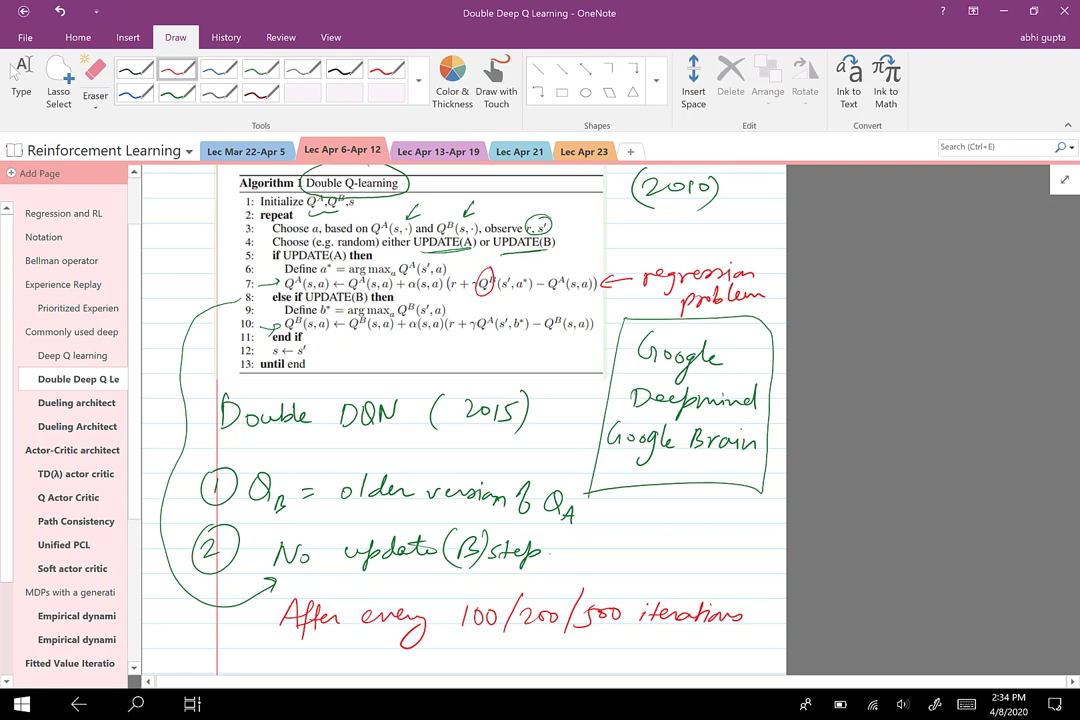 Double Deep Q Learning - OneNote
abhi gupta
File Home Insert Draw History Review View
Type
Lasso Select
Eraser
Color & Thickness
Draw with Touch
Insert Space
Delete
Arrange
Rotate
Ink to Text
Ink to Math
Tools
Shapes
Edit
Convert
Reinforcement Learning
Lec Mar 22-Apr 5
Lec Apr 6-Apr 12
Lec Apr 13-Apr 19
Lec Apr 21
Lec Apr 23
Search (Ctrl+E)
Add Page
Regression and RL
Notation
Bellman operator
Experience Replay
Prioritized Experien
Commonly used deep
Deep Q learning
Double Deep Q Le
Dueling architect
Dueling Architect
Actor-Critic architect
TD(λ) actor critic
Q Actor Critic
Path Consistency
Unified PCL
Soft actor critic
MDPs with a generati
Empirical dynami
Empirical dynami
Fitted Value Iteratio
Algorithm 1 Double Q-learning
(2010)
1: Initialize Q^A,Q^B,s
2: repeat
3: Choose a, based on Q^A(s,·) and Q^B(s,·), observe r, s′
4: Choose (e.g. random) either UPDATE(A) or UPDATE(B)
5: if UPDATE(A) then
6: Define a* = arg max_a Q^A(s′,a)
7: Q^A(s,a) ← Q^A(s,a) + α(s,a) (r + γQ^B(s′,a*) − Q^A(s,a))
8: else if UPDATE(B) then
9: Define b* = arg max_a Q^B(s′,a)
10: Q^B(s,a) ← Q^B(s,a) + α(s,a)(r + γQ^A(s′,b*) − Q^B(s,a))
11: end if
12: s ← s′
13: until end
regression
problem
Google
Deepmind
Google Brain
Double DQN (2015)
1 Q_B = older version of Q_A
2 No update(B) step.
After every 100/200/500 iterations
2:34 PM
4/8/2020